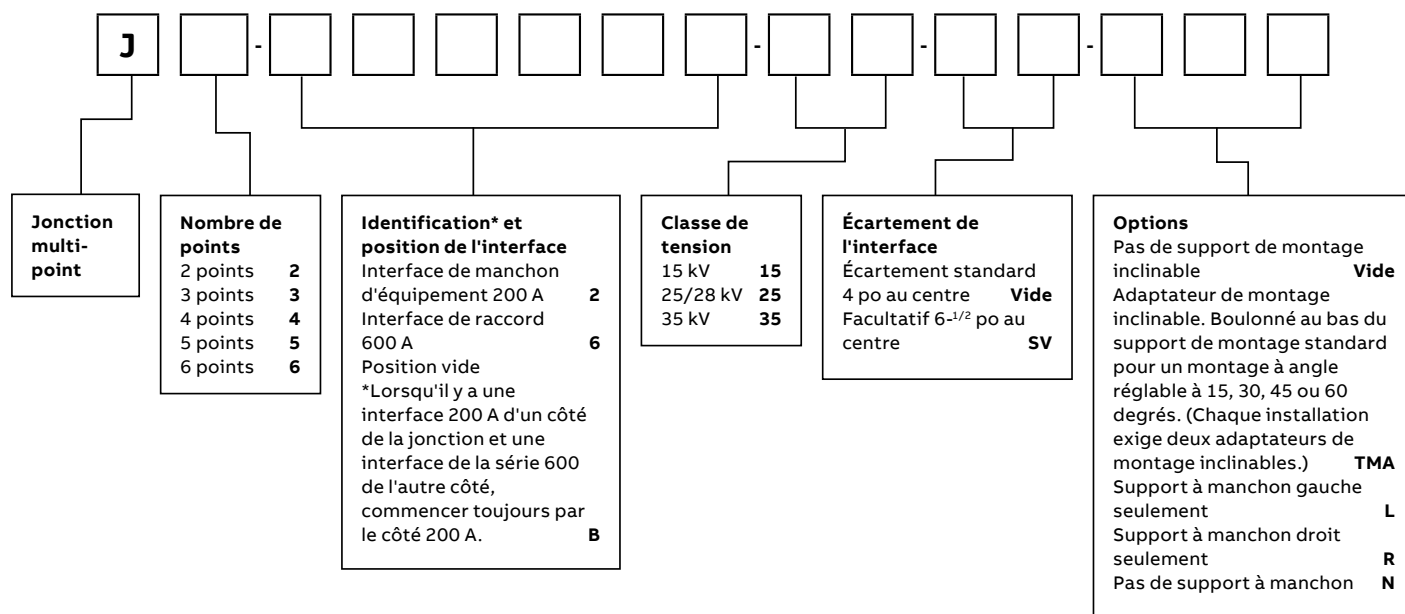 J - - - -
Jonction
multi-
point
Nombre de
points
2 points 2
3 points 3
4 points 4
5 points 5
6 points 6
Identification* et
position de l'interface
Interface de manchon
d'équipement 200 A 2
Interface de raccord
600 A 6
Position vide
*Lorsqu'il y a une
interface 200 A d'un côté
de la jonction et une
interface de la série 600
de l'autre côté,
commencer toujours par
le côté 200 A. B
Classe de
tension
15 kV 15
25/28 kV 25
35 kV 35
Écartement de
l'interface
Écartement standard
4 po au centre Vide
Facultatif 6-1/2 po au
centre SV
Options
Pas de support de montage
inclinable Vide
Adaptateur de montage
inclinable. Boulonné au bas du
support de montage standard
pour un montage à angle
réglable à 15, 30, 45 ou 60
degrés. (Chaque installation
exige deux adaptateurs de
montage inclinables.) TMA
Support à manchon gauche
seulement L
Support à manchon droit
seulement R
Pas de support à manchon N